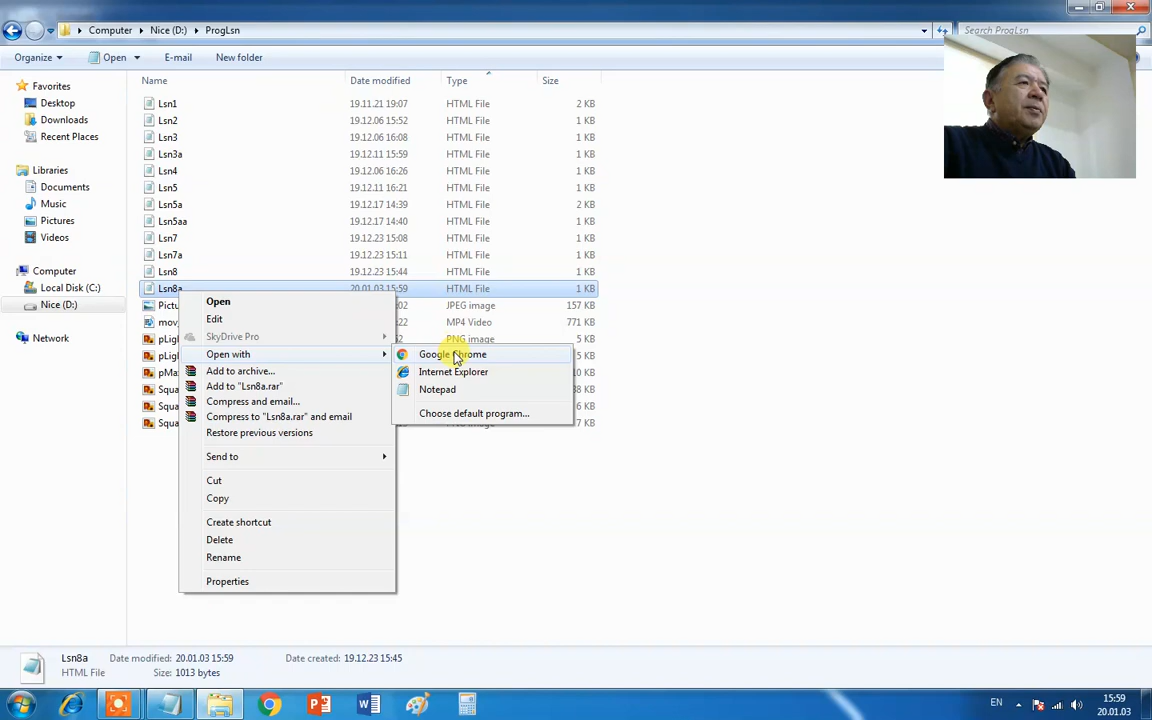 Computer Nice (D:) ProgLsn
Search ProgLsn
Organize Open E-mail New folder
Name Date modified Type Size
Favorites
Desktop
Downloads
Recent Places
Libraries
Documents
Music
Pictures
Videos
Computer
Local Disk (C:)
Nice (D:)
Network
Lsn1 19.11.21 19:07 HTML File 2 KB
Lsn2 19.12.06 15:52 HTML File 1 KB
Lsn3 19.12.06 16:08 HTML File 1 KB
Lsn3a 19.12.11 15:59 HTML File 1 KB
Lsn4 19.12.06 16:26 HTML File 1 KB
Lsn5 19.12.11 16:21 HTML File 1 KB
Lsn5a 19.12.17 14:39 HTML File 2 KB
Lsn5aa 19.12.17 14:40 HTML File 1 KB
Lsn7 19.12.23 15:08 HTML File 1 KB
Lsn7a 19.12.23 15:11 HTML File 1 KB
Lsn8 19.12.23 15:44 HTML File 1 KB
Lsn8a 20.01.03 15:59 HTML File 1 KB
JPEG image 157 KB
MP4 Video 771 KB
PNG image 5 KB
Open
Edit
SkyDrive Pro
Open with
Add to archive...
Add to "Lsn8a.rar"
Compress and email...
Compress to "Lsn8a.rar" and email
Restore previous versions
Send to
Cut
Copy
Create shortcut
Delete
Rename
Properties
Google Chrome
Internet Explorer
Notepad
Choose default program...
Lsn8a Date modified: 20.01.03 15:59 Date created: 19.12.23 15:45
HTML File Size: 1013 bytes
EN
15:59
20.01.03